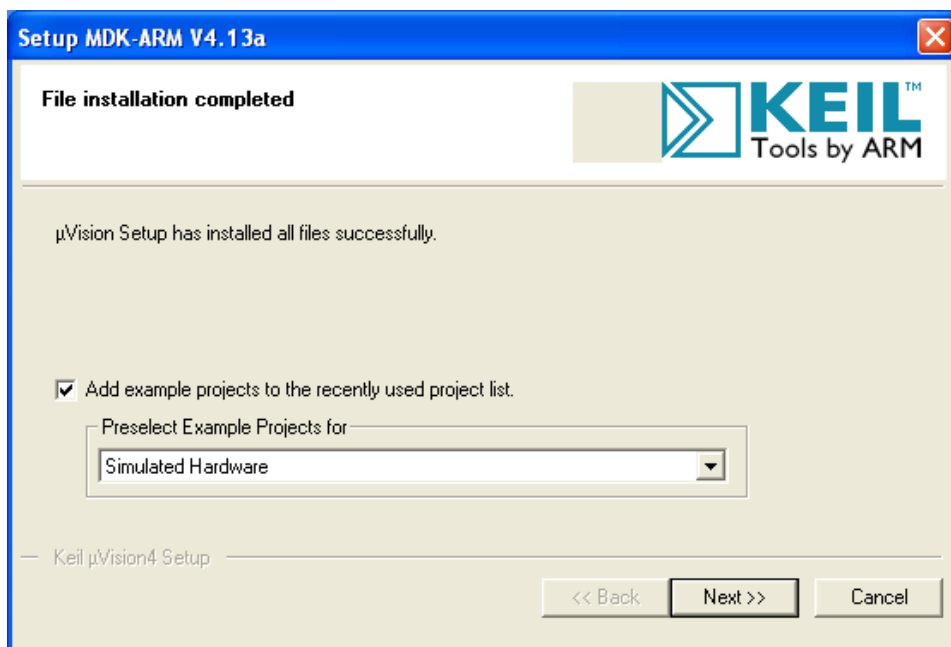 Setup MDK-ARM V4.13a
File installation completed
KEIL™
Tools by ARM
µVision Setup has installed all files successfully.
Add example projects to the recently used project list.
Preselect Example Projects for
Simulated Hardware
Keil µVision4 Setup
<< Back Next >> Cancel